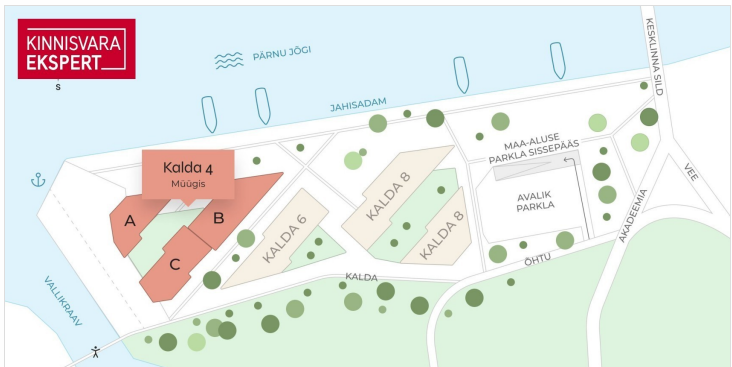 KINNISVARA
EKSPERT
S
PÄRNU JÕGI
JAHISADAM
KESKLINNA SILD
Kalda 4
Müügis
MAA-ALUSE
PARKLA SISSEPÄÄS
A
B
C
KALDA 6
KALDA 8
KALDA 8
AVALIK
PARKLA
VEE
AKADEEMIA
ÕHTU
KALDA
VALLIKRAAV